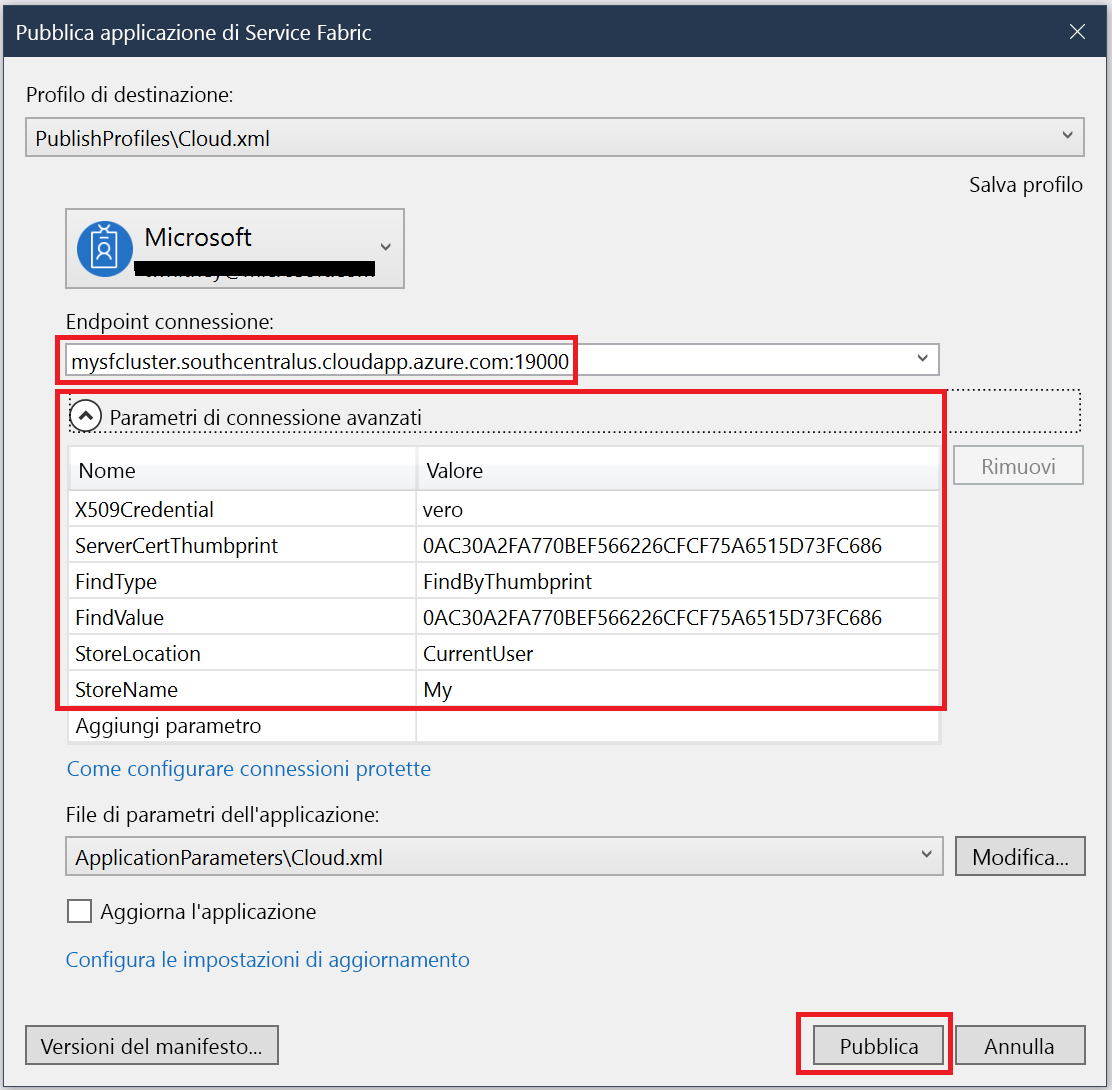 Pubblica applicazione di Service Fabric
Profilo di destinazione:
PublishProfiles\Cloud.xml
Salva profilo
Microsoft
Endpoint connessione:
mysfcluster.southcentralus.cloudapp.azure.com:19000
Parametri di connessione avanzati
Nome Valore
Rimuovi
X509Credential vero
ServerCertThumbprint 0AC30A2FA770BEF566226CFCF75A6515D73FC686
FindType FindByThumbprint
FindValue 0AC30A2FA770BEF566226CFCF75A6515D73FC686
StoreLocation CurrentUser
StoreName My
Aggiungi parametro
Come configurare connessioni protette
File di parametri dell'applicazione:
ApplicationParameters\Cloud.xml
Modifica...
Aggiorna l'applicazione
Configura le impostazioni di aggiornamento
Versioni del manifesto... Pubblica Annulla